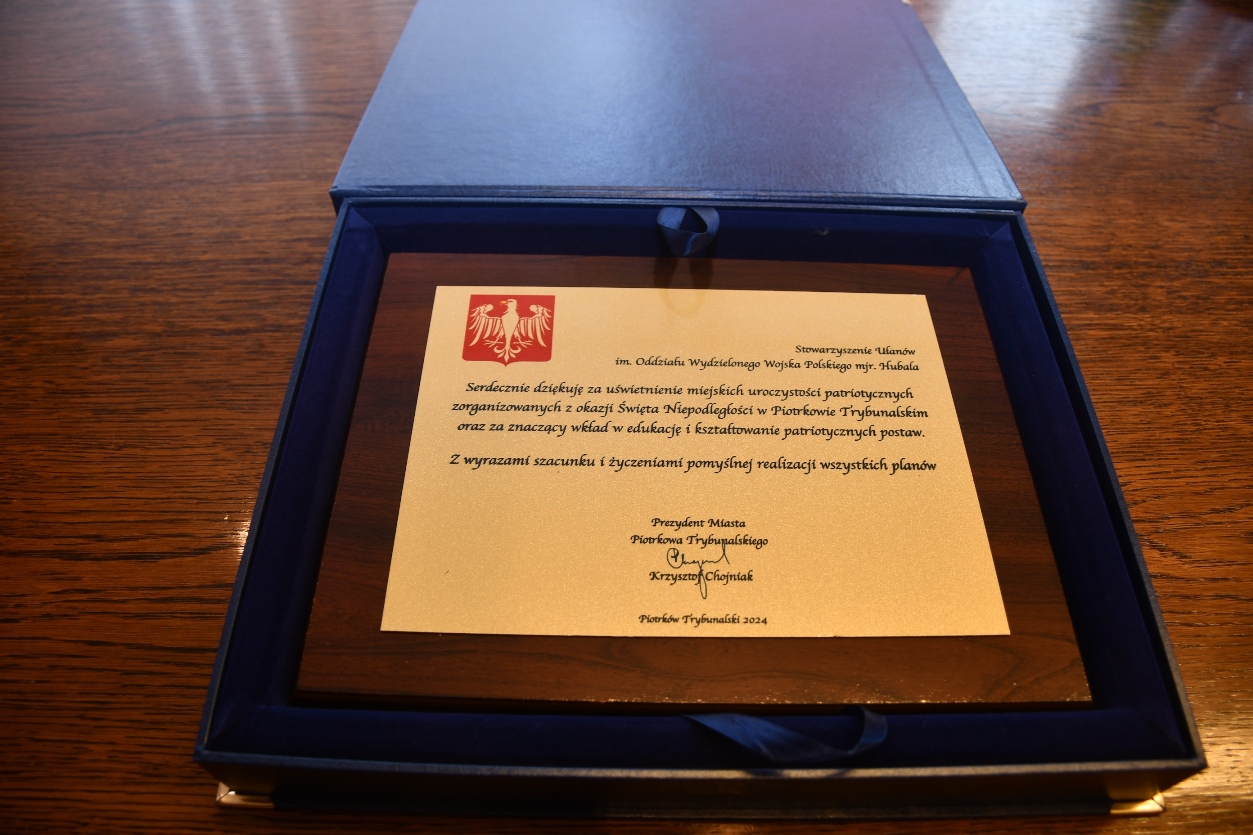 Stowarzyszenie Ułanów
im. Oddziału Wydzielonego Wojska Polskiego mjr. Hubala
Serdecznie dziękuję za uświetnienie miejskich uroczystości patriotycznych
zorganizowanych z okazji Święta Niepodległości w Piotrkowie Trybunalskim
oraz za znaczący wkład w edukację i kształtowanie patriotycznych postaw.
Z wyrazami szacunku i życzeniami pomyślnej realizacji wszystkich planów
Prezydent Miasta
Piotrkowa Trybunalskiego
Krzysztof Chojniak
Piotrków Trybunalski 2024